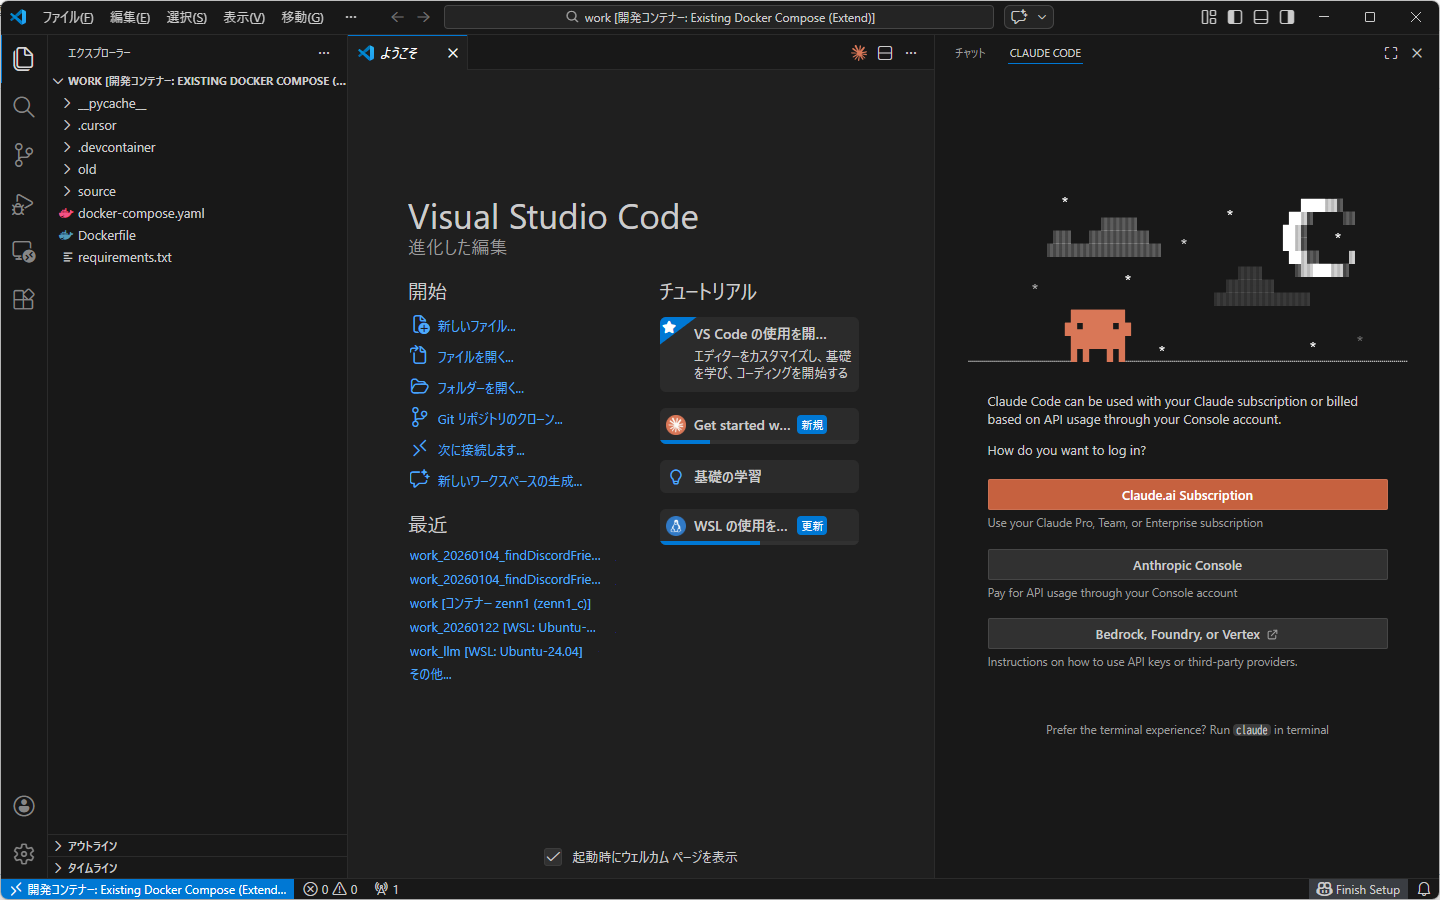 ファイル(F) 編集(E) 選択(S) 表示(V) 移動(G) ...
work [開発コンテナー: Existing Docker Compose (Extend)]
エクスプローラー
WORK [開発コンテナー: EXISTING DOCKER COMPOSE (...
__pycache__
.cursor
.devcontainer
old
source
docker-compose.yaml
Dockerfile
requirements.txt
アウトライン
タイムライン
ようこそ
Visual Studio Code
進化した編集
開始
新しいファイル...
ファイルを開く...
フォルダーを開く...
Git リポジトリのクローン...
次に接続します...
新しいワークスペースの生成...
最近
work_20260104_findDiscordFrie...
work_20260104_findDiscordFrie...
work [コンテナー zenn1 (zenn1_c)]
work_20260122 [WSL: Ubuntu-...
work_llm [WSL: Ubuntu-24.04]
その他...
チュートリアル
VS Code の使用を開...
エディターをカスタマイズし、基礎
を学び、コーディングを開始する
Get started w... 新規
基礎の学習
WSL の使用を... 更新
起動時にウェルカム ページを表示
チャット CLAUDE CODE
Claude Code can be used with your Claude subscription or billed
based on API usage through your Console account.
How do you want to log in?
Claude.ai Subscription
Use your Claude Pro, Team, or Enterprise subscription
Anthropic Console
Pay for API usage through your Console account
Bedrock, Foundry, or Vertex
Instructions on how to use API keys or third-party providers.
Prefer the terminal experience? Run claude in terminal
開発コンテナー: Existing Docker Compose (Extend... 0 0 1
Finish Setup